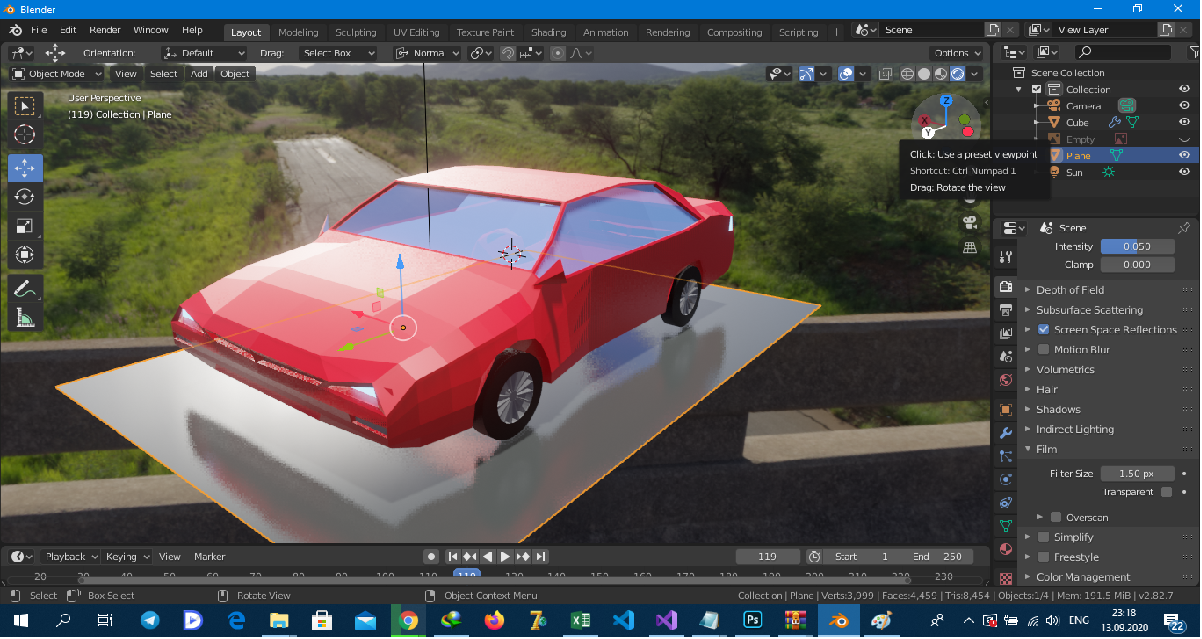 Blender
File Edit Render Window Help Layout Modeling Sculpting UV Editing Texture Paint Shading Animation Rendering Compositing Scripting Scene View Layer
Orientation: Default Drag: Select Box Normal Options
Object Mode View Select Add Object
User Perspective
(119) Collection | Plane
Z
X
Y
Click: Use a preset viewpoint
Shortcut: Ctrl Numpad 1
Drag: Rotate the view
Scene Collection
Collection
Camera
Cube
Empty
Plane
Sun
Scene
Intensity 0.050
Clamp 0.000
Depth of Field
Subsurface Scattering
Screen Space Reflections
Motion Blur
Volumetrics
Hair
Shadows
Indirect Lighting
Film
Filter Size 1.50 px
Transparent
Overscan
Simplify
Freestyle
Color Management
Playback Keying View Marker 119 Start 1 End 250
20 30 40 50 60 70 80 90 100 110 119 130 140 150 160 170 180 190 200 210 220 230
Select Box Select Rotate View Object Context Menu Collection | Plane | Verts:3,999 | Faces:4,459 | Tris:8,454 | Objects:1/4 | Mem: 191.5 MiB | v2.82.7
Ps
ENG
23:18
13.09.2020
22